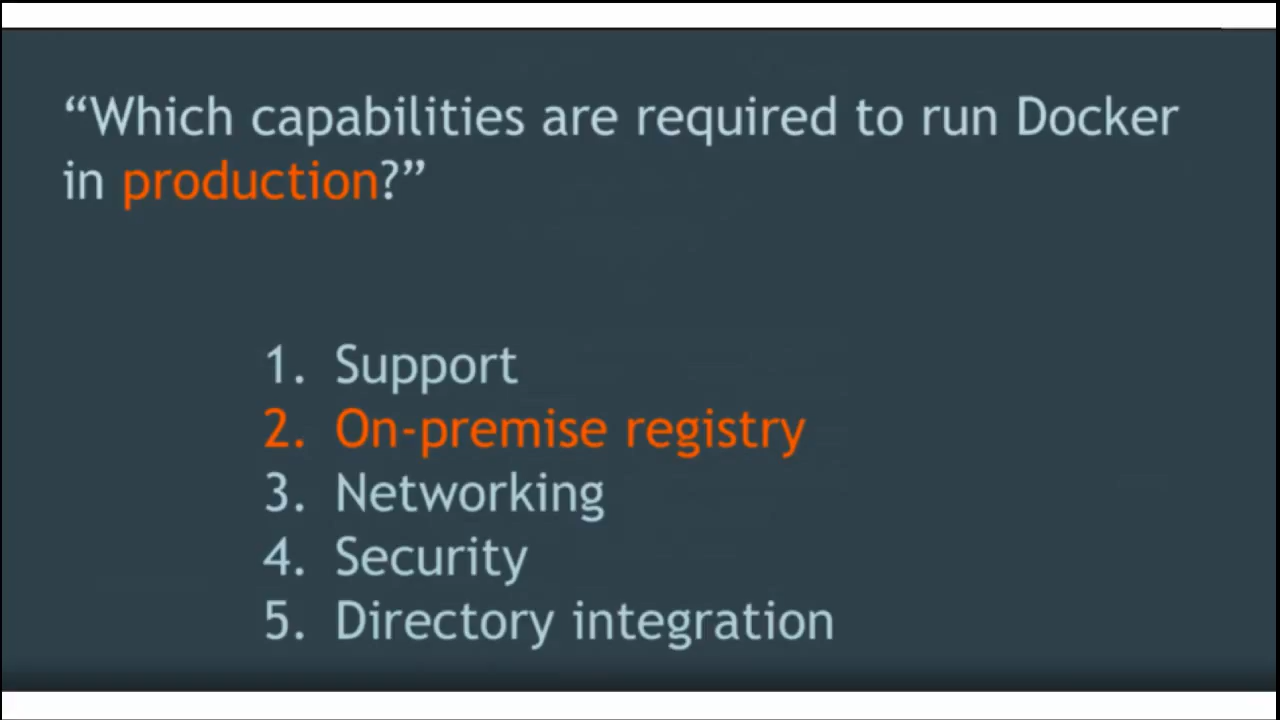 “Which capabilities are required to run Docker
in production?”
1. Support
2. On-premise registry
3. Networking
4. Security
5. Directory integration